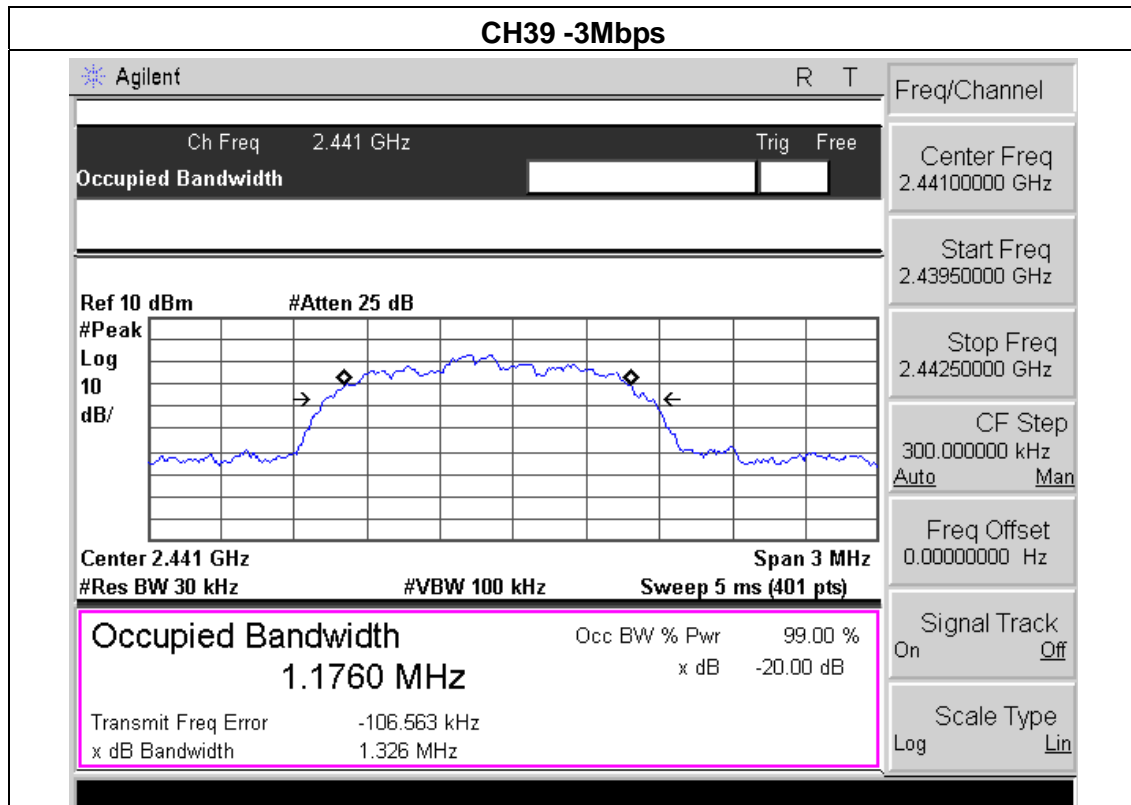 CH39 -3Mbps
Agilent R T
Freq/Channel
Ch Freq 2.441 GHz Trig Free
Occupied Bandwidth
Center Freq
2.44100000 GHz
Start Freq
2.43950000 GHz
Stop Freq
2.44250000 GHz
CF Step
300.000000 kHz
Auto Man
Freq Offset
0.00000000 Hz
Signal Track
On Off
Scale Type
Log Lin
Ref 10 dBm #Atten 25 dB
#Peak
Log
10
dB/
Center 2.441 GHz Span 3 MHz
#Res BW 30 kHz #VBW 100 kHz Sweep 5 ms (401 pts)
Occupied Bandwidth Occ BW % Pwr 99.00 %
1.1760 MHz x dB -20.00 dB
Transmit Freq Error -106.563 kHz
x dB Bandwidth 1.326 MHz